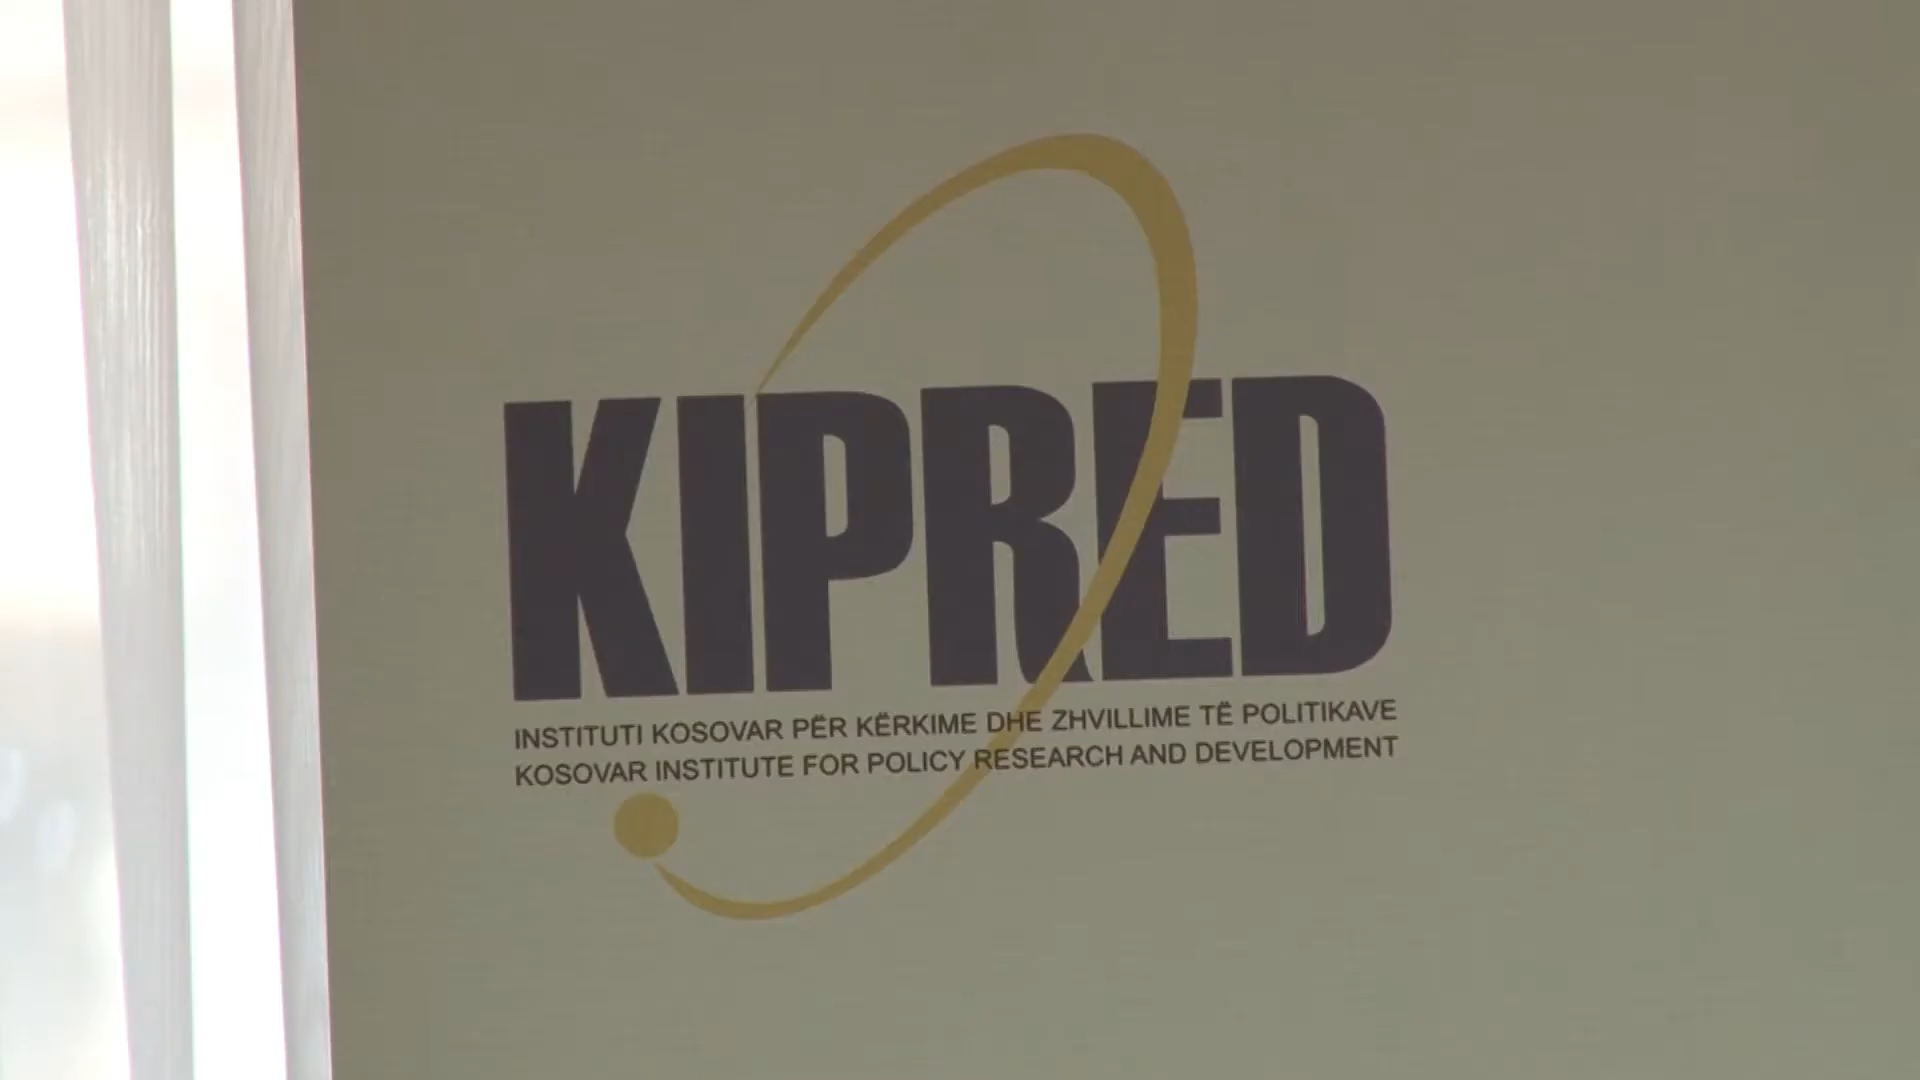 KIPRED
INSTITUTI KOSOVAR PËR KËRKIME DHE ZHVILLIME TË POLITIKAVE
KOSOVAR INSTITUTE FOR POLICY RESEARCH AND DEVELOPMENT